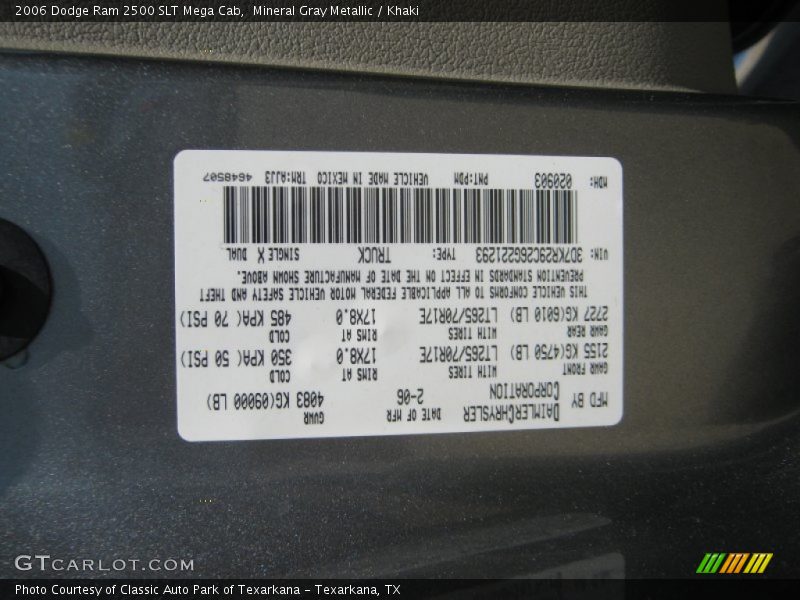 2006 Dodge Ram 2500 SLT Mega Cab,  Mineral Gray Metallic / Khaki
MFD BY DAIMLERCHRYSLER CORPORATION DATE OF MFR 2-06 GVWR 4083 KG(09000 LB)
GAWR FRONT WITH TIRES RIMS AT COLD
2155 KG(4750 LB) LT265/70R17E 17X8.0 350 KPA( 50 PSI)
GAWR REAR WITH TIRES RIMS AT COLD
2727 KG(6010 LB) LT265/70R17E 17X8.0 485 KPA( 70 PSI)
THIS VEHICLE CONFORMS TO ALL APPLICABLE FEDERAL MOTOR VEHICLE SAFETY AND THEFT
PREVENTION STANDARDS IN EFFECT ON THE DATE OF MANUFACTURE SHOWN ABOVE.
VIN: 3D7KR29C26G221293 TYPE: TRUCK SINGLE X DUAL
MDH: 020903 PNT:PDM VEHICLE MADE IN MEXICO TRM:AJJ3 4648507
GTCARLOT.COM
Photo Courtesy of Classic Auto Park of Texarkana – Texarkana, TX